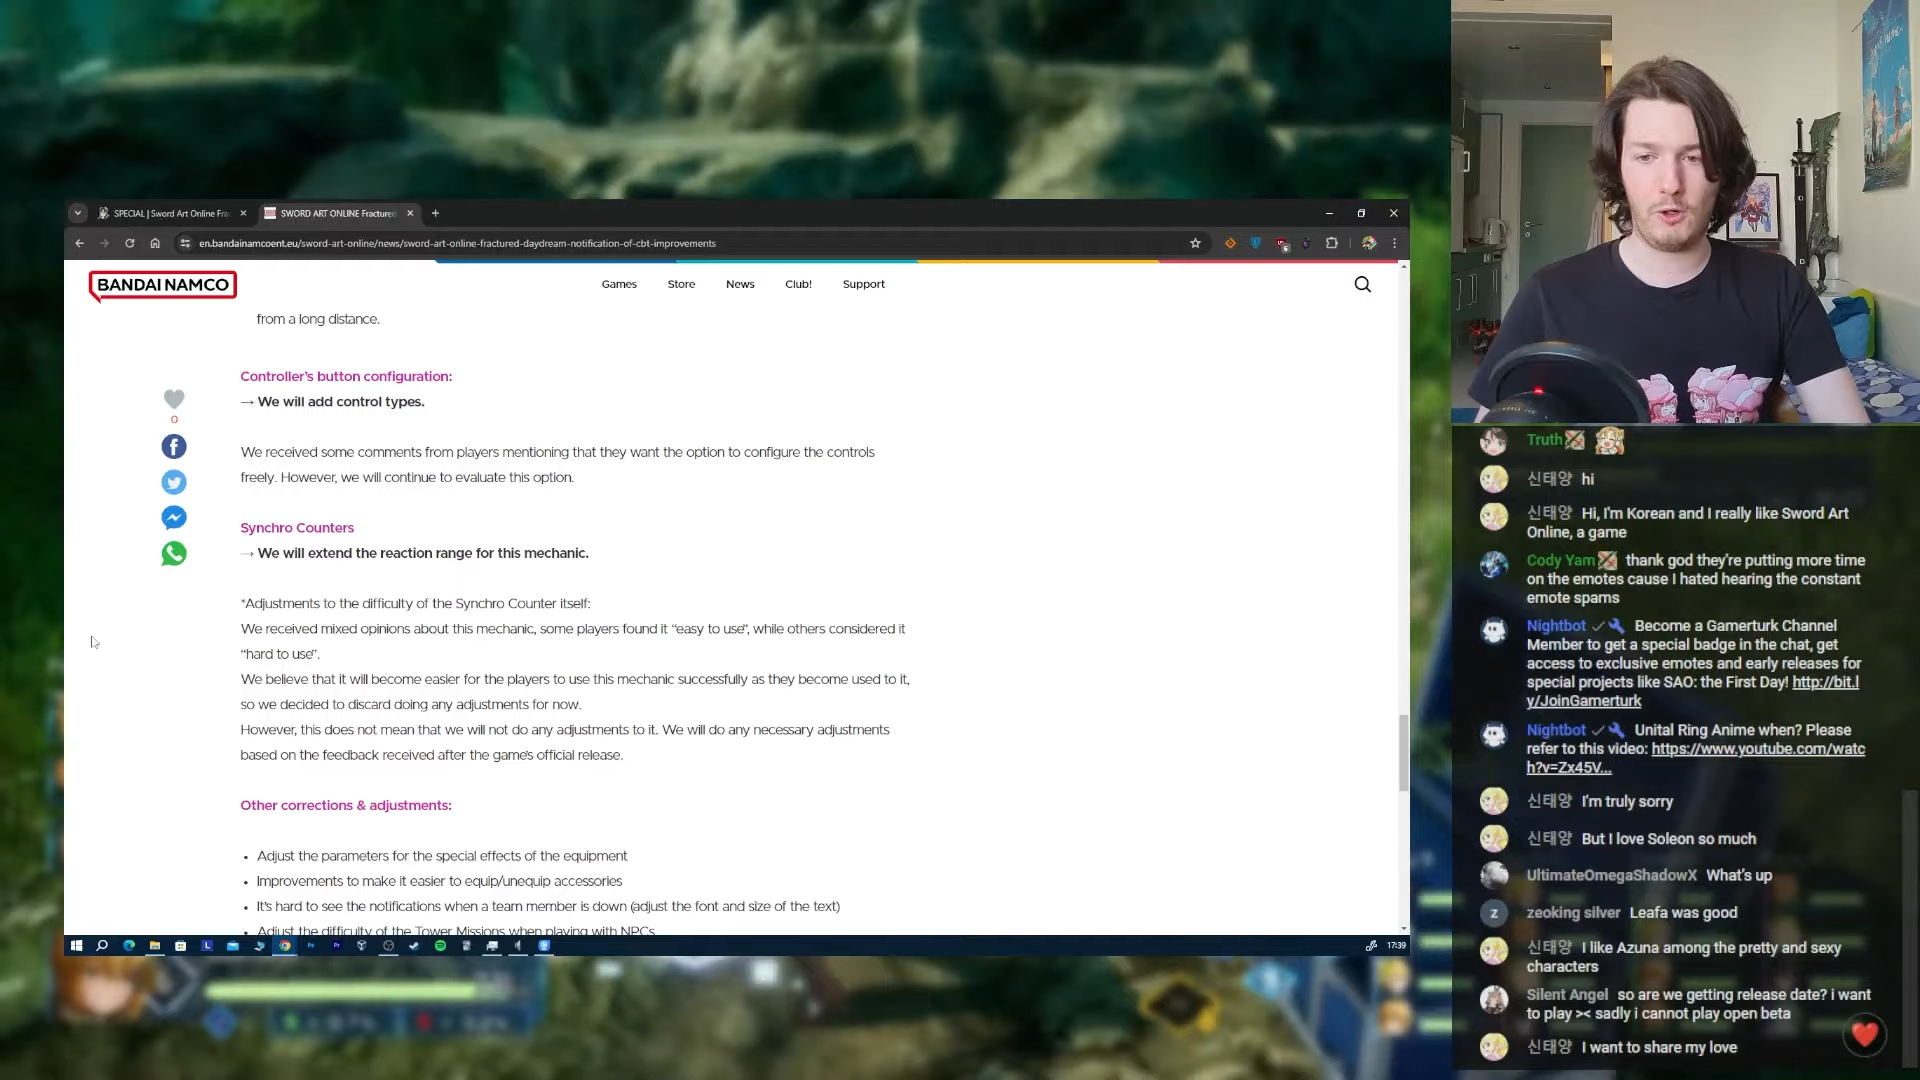 SPECIAL | Sword Art Online Fra
SWORD ART ONLINE Fractured
en.bandainamcoent.eu/sword-art-online/news/sword-art-online-fractured-daydream-notification-of-cbt-improvements
BANDAI NAMCO
Games
Store
News
Club!
Support
from a long distance.
Controller's button configuration:
→ We will add control types.
0
We received some comments from players mentioning that they want the option to configure the controls
freely. However, we will continue to evaluate this option.
Synchro Counters
→ We will extend the reaction range for this mechanic.
*Adjustments to the difficulty of the Synchro Counter itself:
We received mixed opinions about this mechanic, some players found it “easy to use”, while others considered it
“hard to use”.
We believe that it will become easier for the players to use this mechanic successfully as they become used to it,
so we decided to discard doing any adjustments for now.
However, this does not mean that we will not do any adjustments to it. We will do any necessary adjustments
based on the feedback received after the game's official release.
Other corrections & adjustments:
• Adjust the parameters for the special effects of the equipment
• Improvements to make it easier to equip/unequip accessories
• It's hard to see the notifications when a team member is down (adjust the font and size of the text)
• Adjust the difficulty of the Tower Missions when playing with NPCs
17:39
Truth
신태양 hi
신태양 Hi, I'm Korean and I really like Sword Art
Online, a game
Cody Yam thank god they're putting more time
on the emotes cause I hated hearing the constant
emote spams
Nightbot Become a Gamerturk Channel
Member to get a special badge in the chat, get
access to exclusive emotes and early releases for
special projects like SAO: the First Day! http://bit.l
y/JoinGamerturk
Nightbot Unital Ring Anime when? Please
refer to this video: https://www.youtube.com/watc
h?v=Zx45V...
신태양 I'm truly sorry
신태양 But I love Soleon so much
UltimateOmegaShadowX What's up
z zeoking silver Leafa was good
신태양 I like Azuna among the pretty and sexy
characters
Silent Angel so are we getting release date? i want
to play >< sadly i cannot play open beta
신태양 I want to share my love